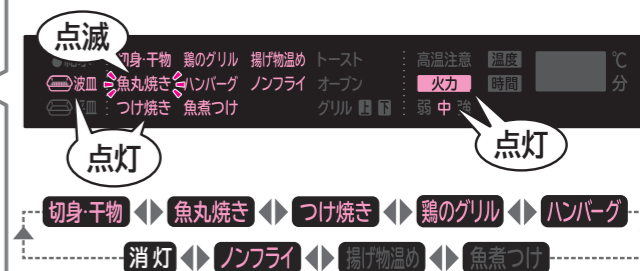 点滅
切身・干物 鶏のグリル 揚げ物温め トースト 高温注意 温度 ℃
波皿 魚丸焼き ハンバーグ ノンフライ オーブン 火力 時間 分
つけ焼き 魚煮つけ グリル 上 下 弱 中 強
点灯
点灯
切身・干物 魚丸焼き つけ焼き 鶏のグリル ハンバーグ
消灯 ノンフライ 揚げ物温め 魚煮つけ